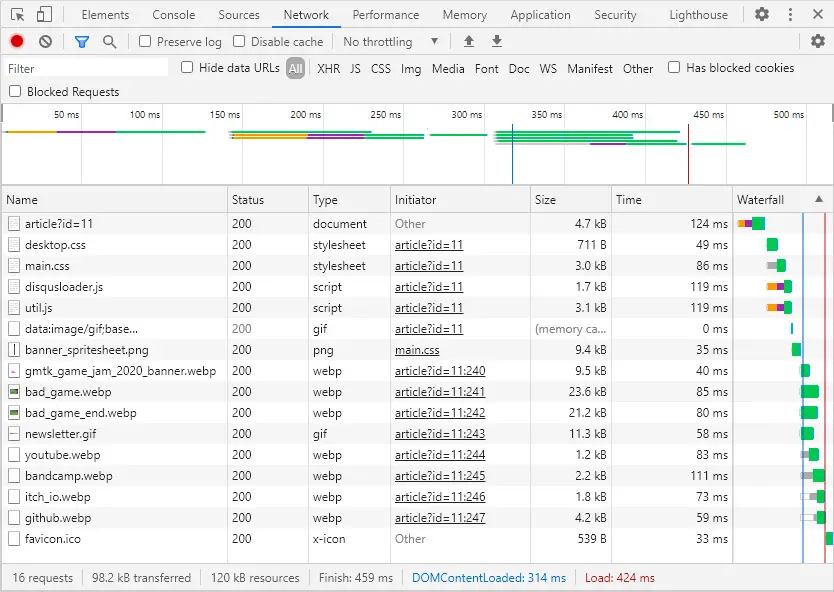 Elements Console Sources Network Performance Memory Application Security Lighthouse
Preserve log Disable cache No throttling
Filter Hide data URLs All XHR JS CSS Img Media Font Doc WS Manifest Other Has blocked cookies
Blocked Requests
50 ms 100 ms 150 ms 200 ms 250 ms 300 ms 350 ms 400 ms 450 ms 500 ms
Name Status Type Initiator Size Time Waterfall
article?id=11 200 document Other 4.7 kB 124 ms
desktop.css 200 stylesheet article?id=11 711 B 49 ms
main.css 200 stylesheet article?id=11 3.0 kB 86 ms
disqusloader.js 200 script article?id=11 1.7 kB 119 ms
util.js 200 script article?id=11 3.1 kB 119 ms
data:image/gif;base... 200 gif article?id=11 (memory ca... 0 ms
banner_spritesheet.png 200 png main.css 9.4 kB 35 ms
gmtk_game_jam_2020_banner.webp 200 webp article?id=11:240 9.5 kB 40 ms
bad_game.webp 200 webp article?id=11:241 23.6 kB 85 ms
bad_game_end.webp 200 webp article?id=11:242 21.2 kB 80 ms
newsletter.gif 200 gif article?id=11:243 11.3 kB 58 ms
youtube.webp 200 webp article?id=11:244 1.2 kB 83 ms
bandcamp.webp 200 webp article?id=11:245 2.2 kB 111 ms
itch_io.webp 200 webp article?id=11:246 1.8 kB 73 ms
github.webp 200 webp article?id=11:247 4.2 kB 59 ms
favicon.ico 200 x-icon Other 539 B 33 ms
16 requests 98.2 kB transferred 120 kB resources Finish: 459 ms DOMContentLoaded: 314 ms Load: 424 ms